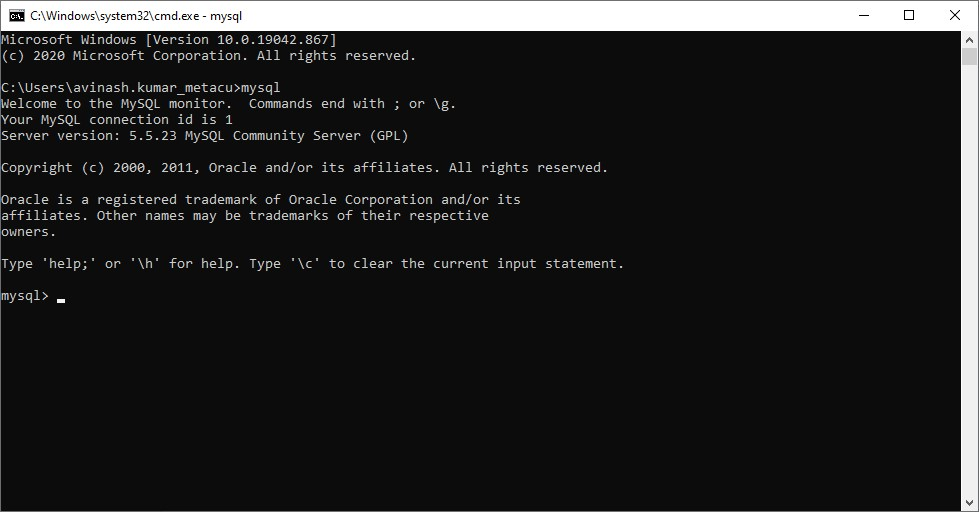 C:\Windows\system32\cmd.exe - mysql
Microsoft Windows [Version 10.0.19042.867]
(c) 2020 Microsoft Corporation. All rights reserved.
C:\Users\avinash.kumar_metacu>mysql
Welcome to the MySQL monitor.  Commands end with ; or \g.
Your MySQL connection id is 1
Server version: 5.5.23 MySQL Community Server (GPL)
Copyright (c) 2000, 2011, Oracle and/or its affiliates. All rights reserved.
Oracle is a registered trademark of Oracle Corporation and/or its
affiliates. Other names may be trademarks of their respective
owners.
Type 'help;' or '\h' for help. Type '\c' to clear the current input statement.
mysql>